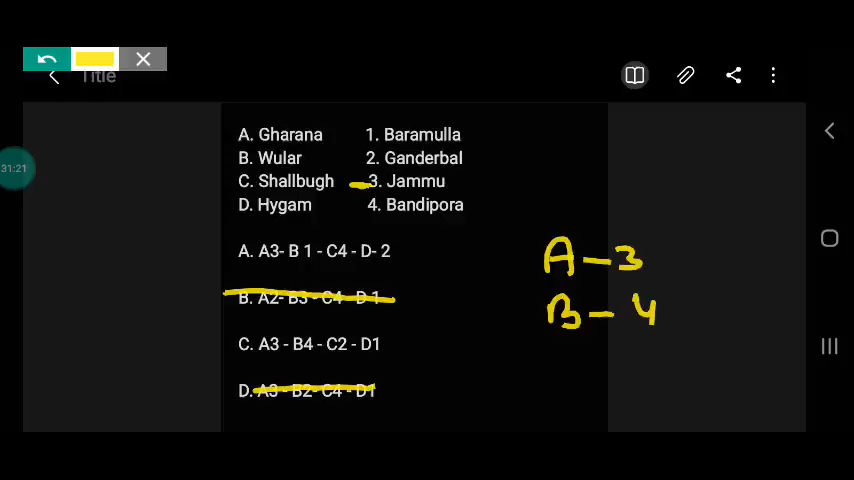 Title
31:21
A. Gharana 1. Baramulla
B. Wular 2. Ganderbal
C. Shallbugh 3. Jammu
D. Hygam 4. Bandipora
A. A3- B 1 - C4 - D- 2
B. A2- B3 - C4 - D 1
C. A3 - B4 - C2 - D1
D. A3 - B2- C4 - D1
A - 3
B - 4